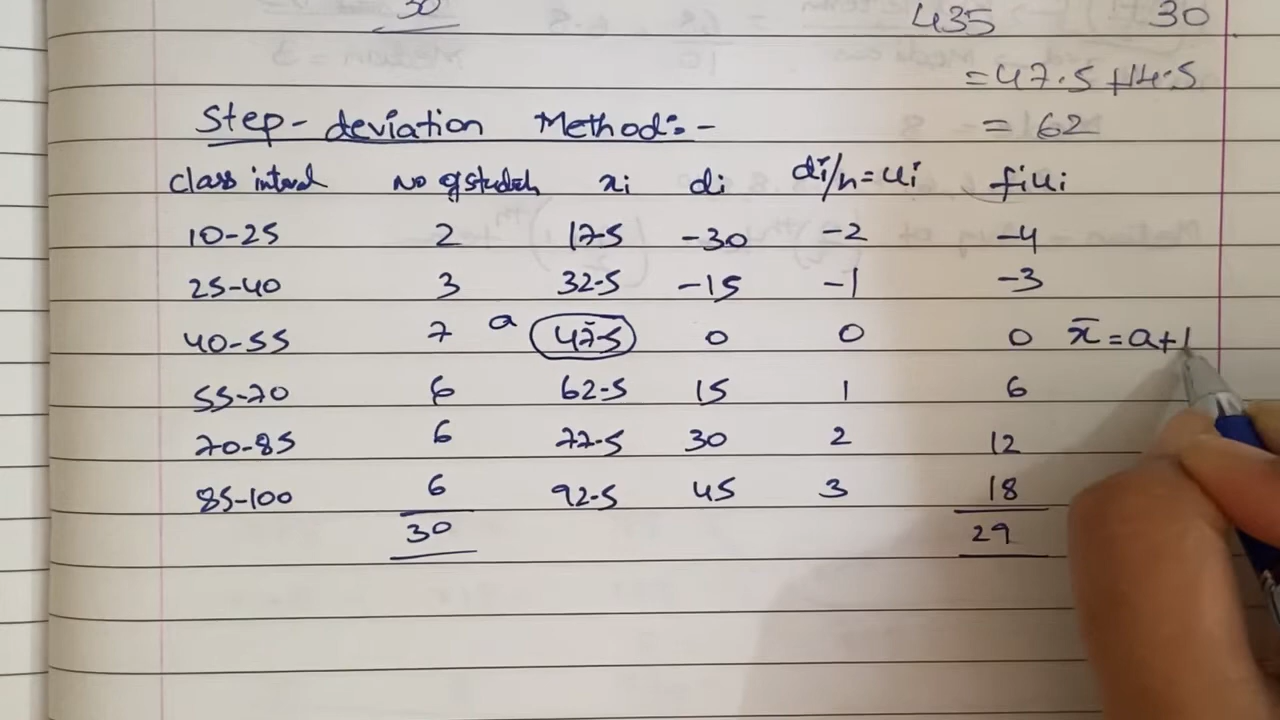 30 435 30
= 47.5 + 14.5
Step-deviation Method:-
= 62
class interval No of students xi di di/h = ui fiui
10-25 2 17.5 -30 -2 -4
25-40 3 32.5 -15 -1 -3
40-55 7 a 47.5 0 0 0 x̄ = a+
55-70 6 62.5 15 1 6
70-85 6 77.5 30 2 12
85-100 6 92.5 45 3 18
30 29